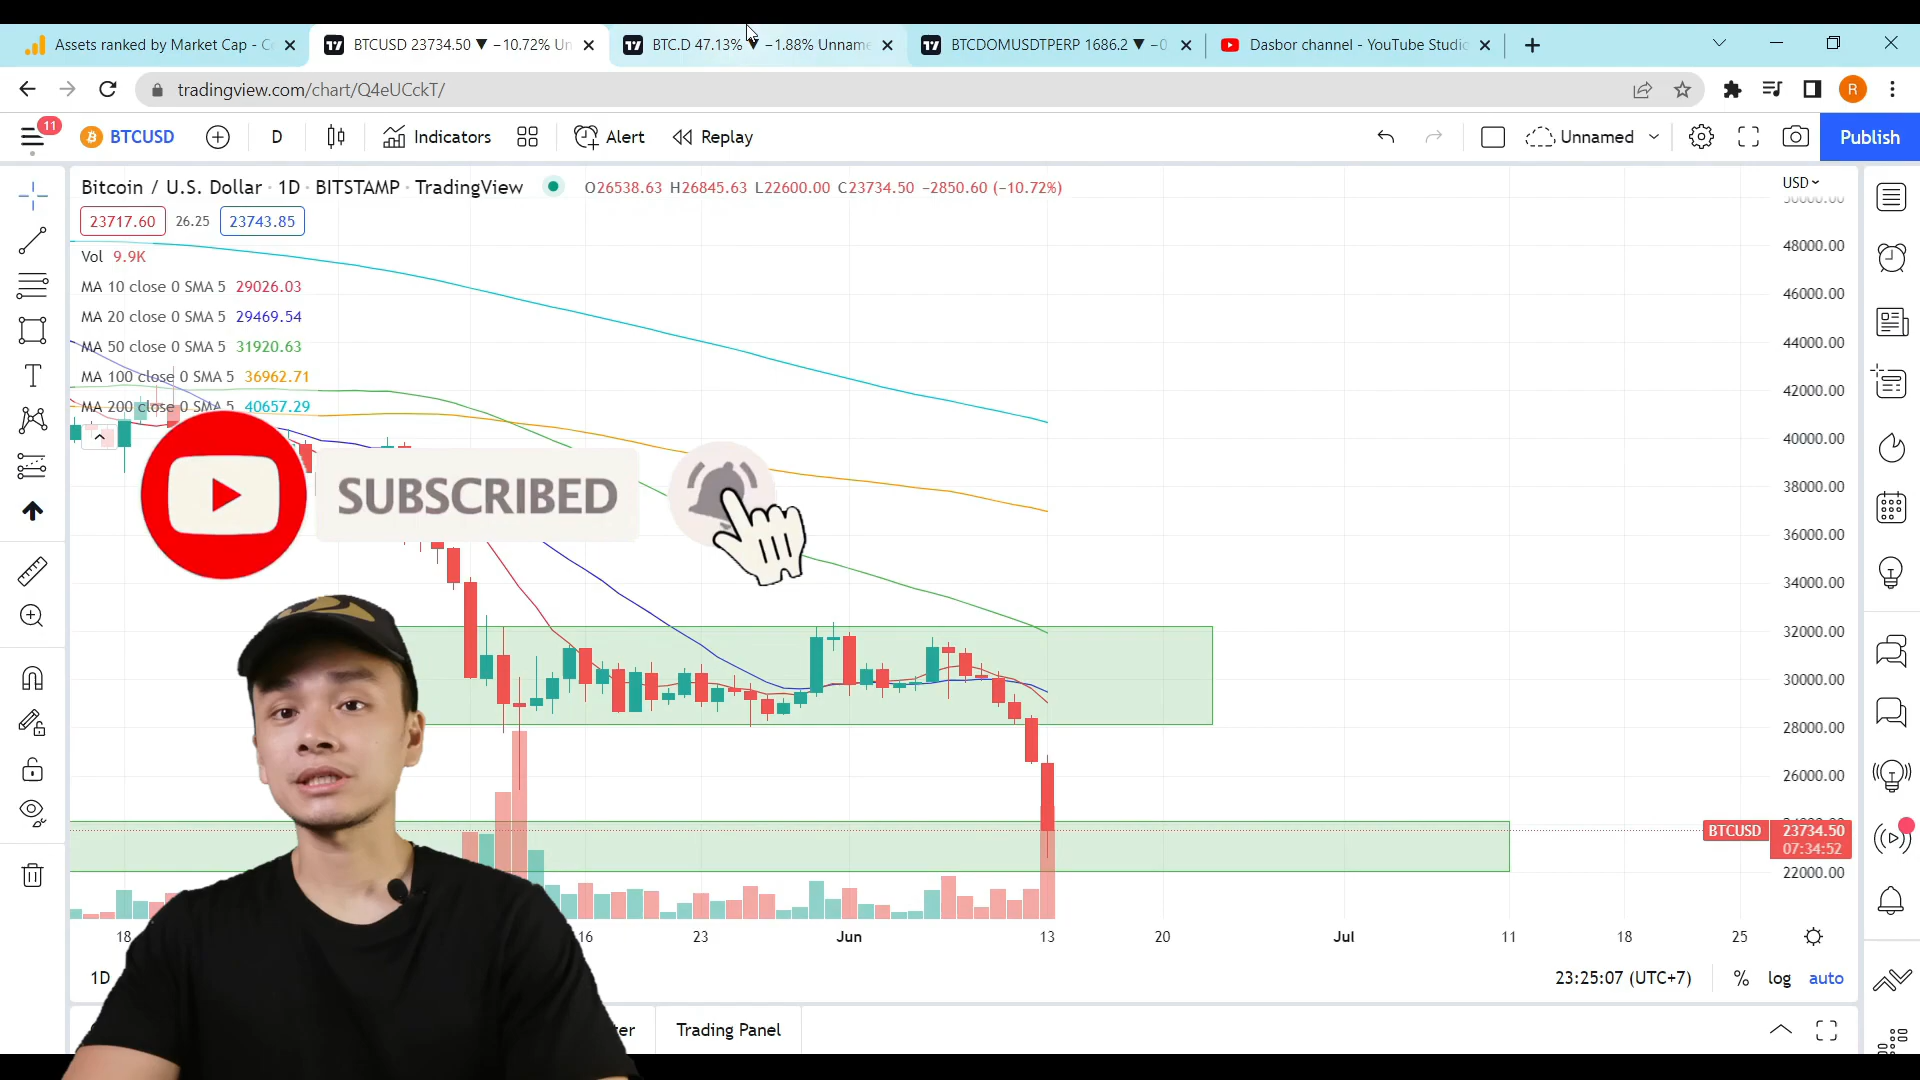 Assets ranked by Market Cap - C
BTCUSD 23734.50 ▼ −10.72% Un
BTC.D 47.13% ▼ −1.88% Unname
BTCDOMUSDTPERP 1686.2 ▼ −0
Dasbor channel - YouTube Studio
tradingview.com/chart/Q4eUCckT/
R
11
BTCUSD
D
Indicators
Alert
Replay
Unnamed
Publish
Bitcoin / U.S. Dollar · 1D · BITSTAMP · TradingView
O26538.63 H26845.63 L22600.00 C23734.50 −2850.60 (−10.72%)
USD
23717.60
26.25
23743.85
50000.00
48000.00
Vol 9.9K
MA 10 close 0 SMA 5 29026.03
46000.00
MA 20 close 0 SMA 5 29469.54
44000.00
MA 50 close 0 SMA 5 31920.63
MA 100 close 0 SMA 5 36962.71
42000.00
MA 200 close 0 SMA 5 40657.29
40000.00
38000.00
SUBSCRIBED
36000.00
34000.00
32000.00
30000.00
28000.00
26000.00
BTCUSD
23734.50
07:34:52
22000.00
18
16
23
Jun
13
20
Jul
11
18
25
1D
23:25:07 (UTC+7)
%
log
auto
Trading Panel